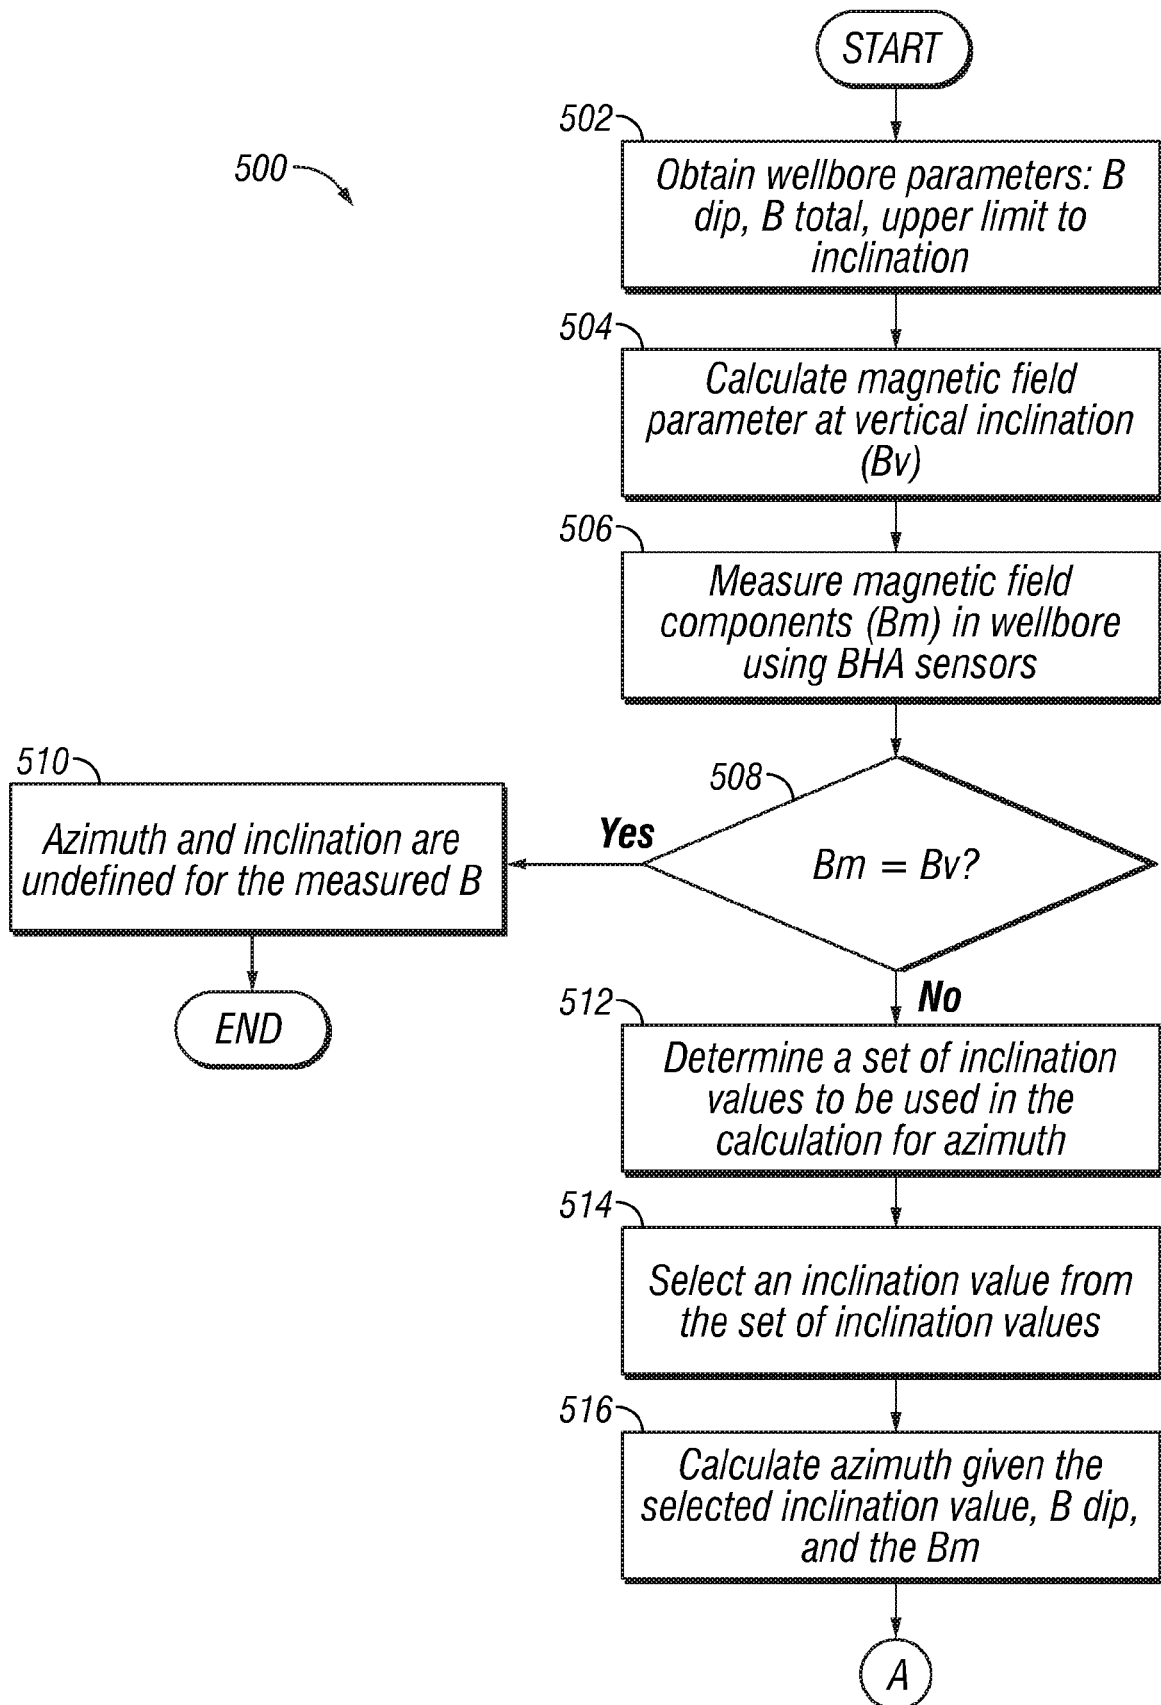 START
502
Obtain wellbore parameters: B
dip, B total, upper limit to
inclination
500
504
Calculate magnetic field
parameter at vertical inclination
(Bv)
506
Measure magnetic field
components (Bm) in wellbore
using BHA sensors
508
Bm = Bv?
Yes
510
Azimuth and inclination are
undefined for the measured B
END
No
512
Determine a set of inclination
values to be used in the
calculation for azimuth
514
Select an inclination value from
the set of inclination values
516
Calculate azimuth given the
selected inclination value, B dip,
and the Bm
A